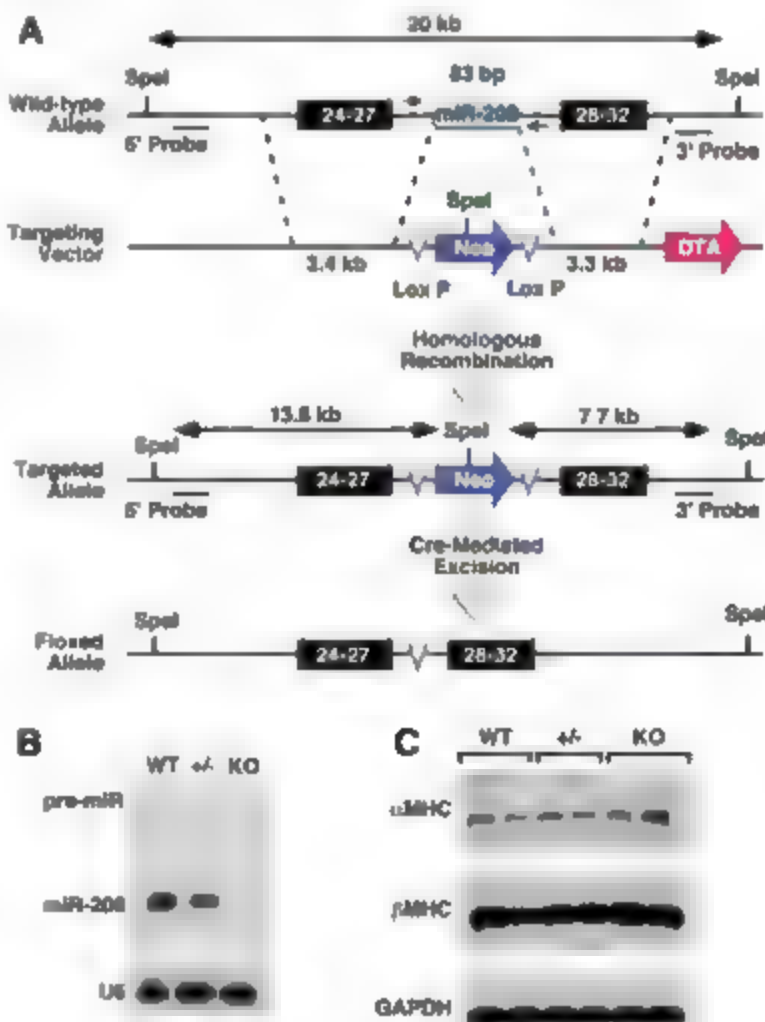 A
20 kb
SpeI
83 bp
SpeI
Wild-type
Allele
24-27
miR-208
28-32
5' Probe
3' Probe
SpeI
Targeting
Vector
Neo
DTA
3.4 kb
3.3 kb
Lox P
Lox P
Homologous
Recombination
13.8 kb
7.7 kb
SpeI
SpeI
SpeI
Targeted
Allele
24-27
Neo
28-32
5' Probe
3' Probe
Cre-Mediated
Excision
SpeI
SpeI
Floxed
Allele
24-27
28-32
B
WT +/- KO
pre-miR
miR-208
U6
C
WT +/- KO
αMHC
βMHC
GAPDH